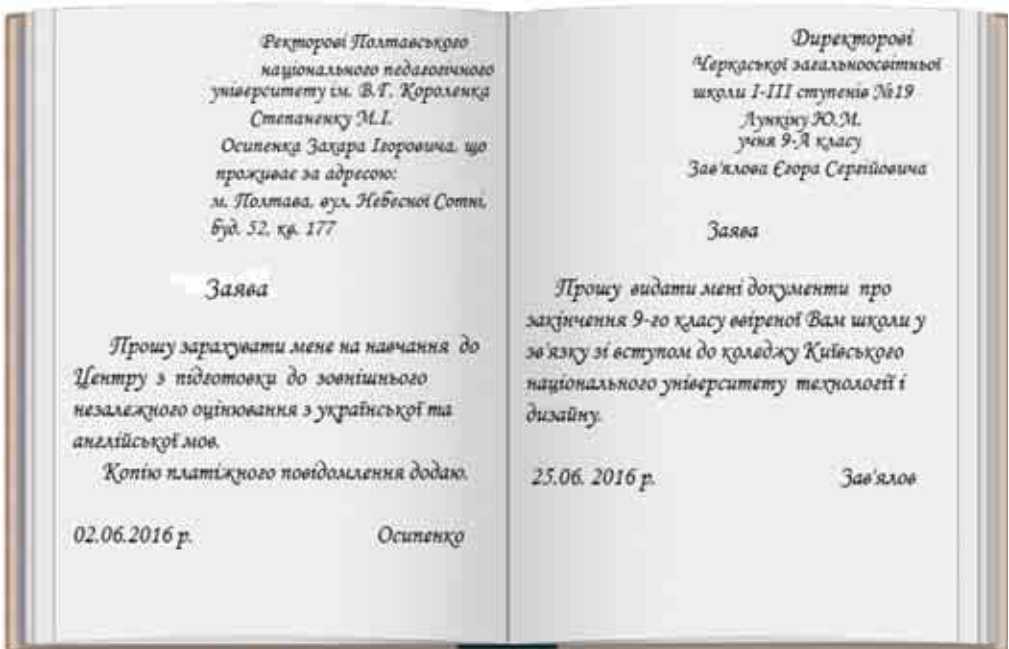 Ректорові Полтавського
національного педагогічного
університету ім. В.Г. Короленка
Степаненку М.І.
Осипенка Захара Ігоровича, що
проживає за адресою:
м. Полтава, вул. Небесної Сотні,
буд. 52, кв. 177
Заява
Прошу зарахувати мене на навчання до
Центру з підготовки до зовнішнього
незалежного оцінювання з української та
англійської мов.
Копію платіжного повідомлення додаю.
02.06.2016 р. Осипенко
Директорові
Черкаської загальноосвітньої
школи І-ІІІ ступенів №19
Лункіну Ю.М.
учня 9-А класу
Зав'ялова Єгора Сергійовича
Заява
Прошу видати мені документи про
закінчення 9-го класу ввіреної Вам школи у
зв'язку зі вступом до коледжу Київського
національного університету технології і
дизайну.
25.06. 2016 р. Зав'ялов